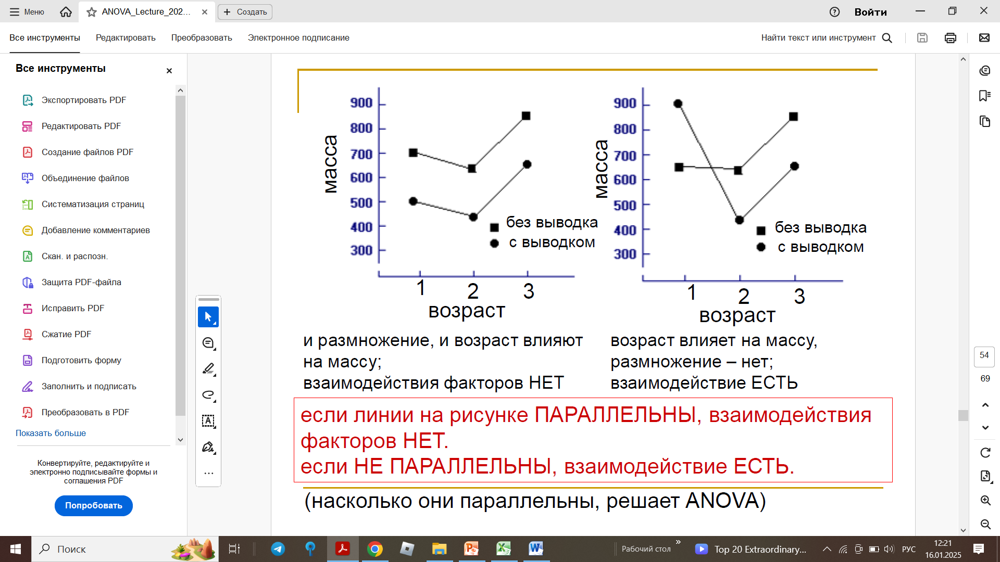 Меню
ANOVA_Lecture_202...
Создать
Войти
Все инструменты
Редактировать
Преобразовать
Электронное подписание
Найти текст или инструмент
Все инструменты
Экспортировать PDF
Редактировать PDF
Создание файлов PDF
Объединение файлов
Систематизация страниц
Добавление комментариев
Скан. и распозн.
Защита PDF-файла
Исправить PDF
Сжатие PDF
Подготовить форму
Заполнить и подписать
Преобразовать в PDF
Показать больше
Конвертируйте, редактируйте и
электронно подписывайте формы и
соглашения PDF
Попробовать
масса
900
800
700
600
500
400
300
без выводка
с выводком
1 2 3
возраст
масса
900
800
700
600
500
400
300
без выводка
с выводком
1 2 3
возраст
и размножение, и возраст влияют
на массу;
взаимодействия факторов НЕТ
возраст влияет на массу,
размножение – нет;
взаимодействие ЕСТЬ
если линии на рисунке ПАРАЛЛЕЛЬНЫ, взаимодействия
факторов НЕТ.
если НЕ ПАРАЛЛЕЛЬНЫ, взаимодействие ЕСТЬ.
(насколько они параллельны, решает ANOVA)
54
69
Поиск
Рабочий стол
Top 20 Extraordinary...
РУС
12:21
16.01.2025